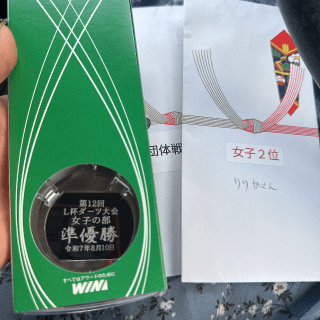 第12回
L杯ダーツ大会
女子の部
準優勝
令和7年8月10日
すべてはアワードのために
WIN
団体戦
女子2位
りりかさん